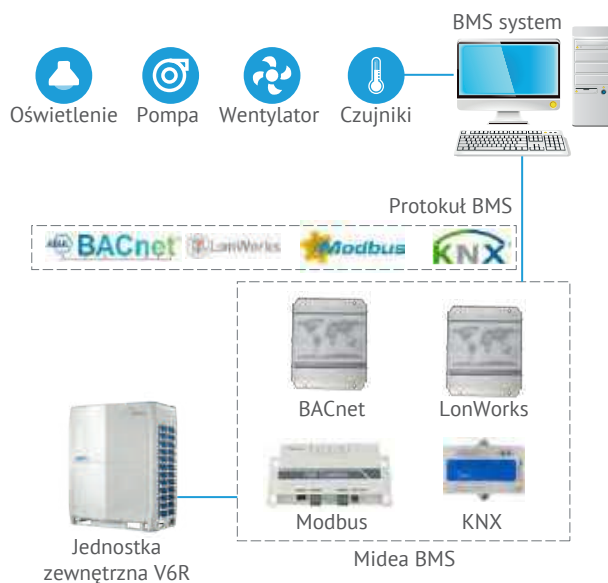 BMS system
Oświetlenie
Pompa
Wentylator
Czujniki
Protokuł BMS
BACnet
LonWorks
Modbus
KNX
BACnet
LonWorks
Modbus
KNX
Jednostka
zewnętrzna V6R
Midea BMS